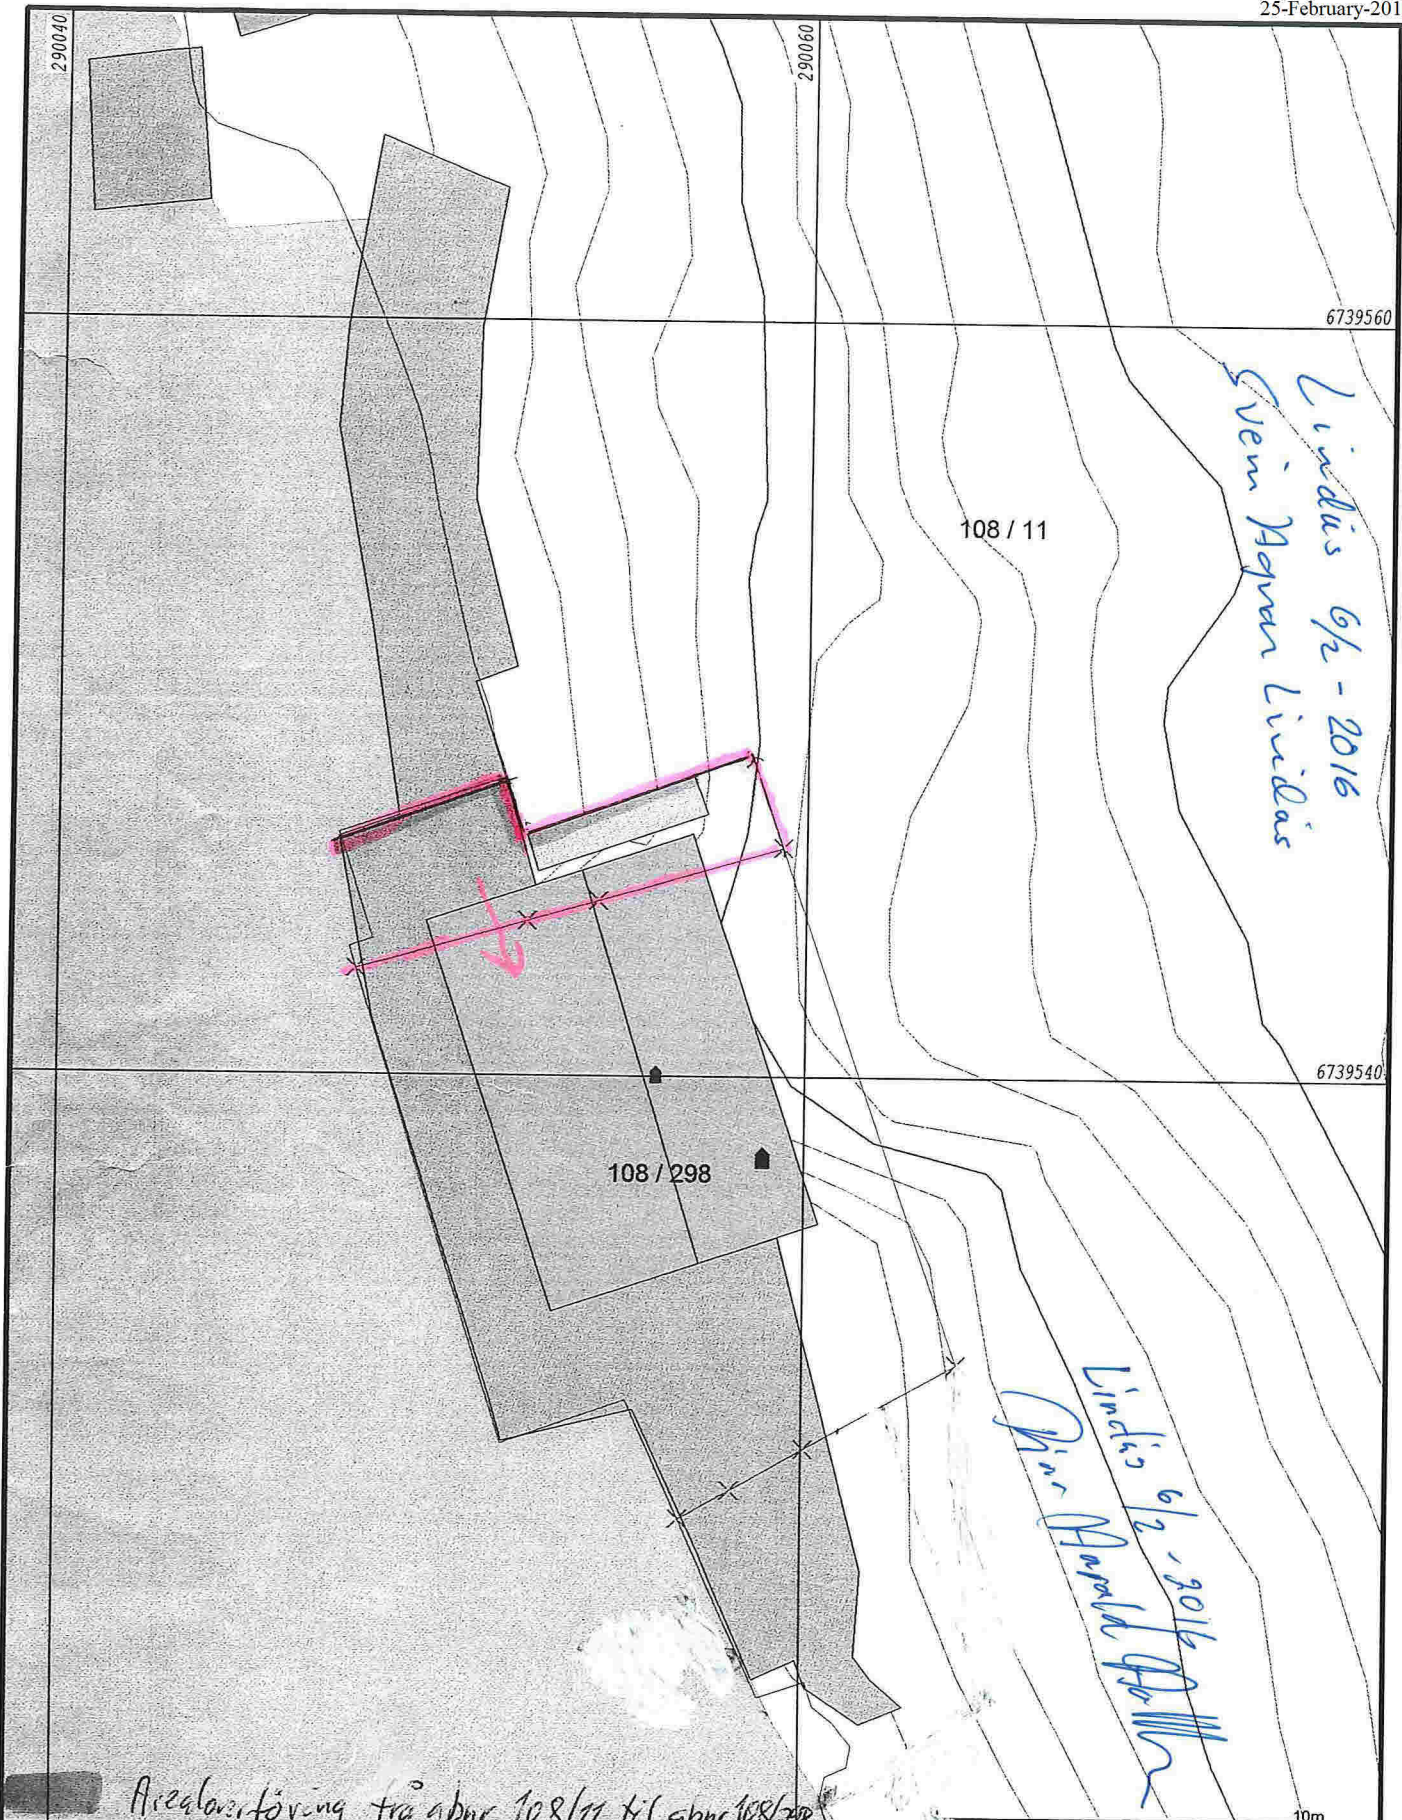 25-February-201
290040
290060
6739560
Lindås 6/2 - 2016
Svein Agnar Lindås
108 / 11
6739540
108 / 298
Lindås 6/2 - 2016
Harald
Arealoverføring frå gbnr 108/11 til gbnr 108/298
10m